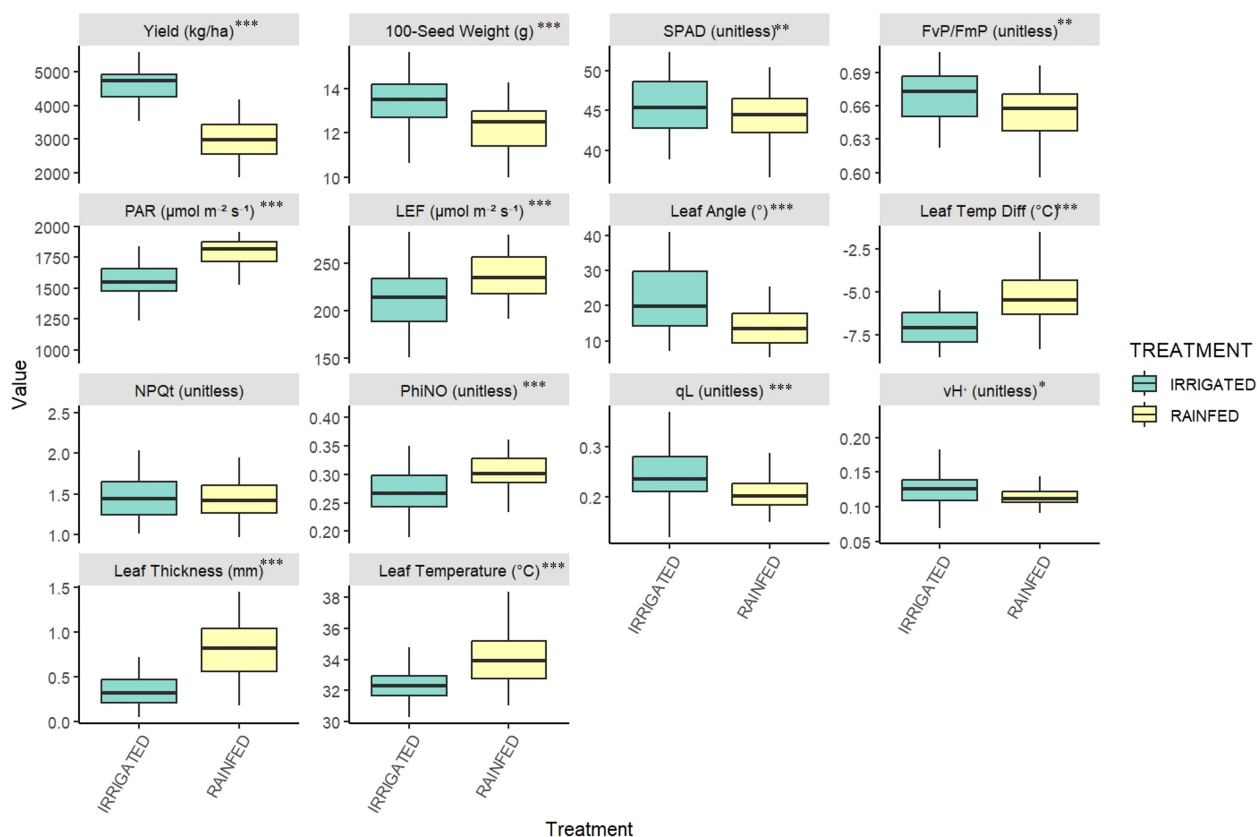 Yield (kg/ha)***
100-Seed Weight (g) ***
SPAD (unitless)**
FvP/FmP (unitless) **
5000
4000
3000
2000
14
12
10
50
45
40
0.69
0.66
0.63
0.60
PAR (µmol m⁻² s⁻¹) ***
LEF (µmol m⁻² s⁻¹) ***
Leaf Angle (°) ***
Leaf Temp Diff (°C)***
2000
1750
1500
1250
1000
250
200
150
40
30
20
10
-2.5
-5.0
-7.5
NPQt (unitless)
PhiNO (unitless) ***
qL (unitless) ***
vH⁺ (unitless) *
2.5
2.0
1.5
1.0
0.40
0.35
0.30
0.25
0.20
0.3
0.2
0.20
0.15
0.10
0.05
Leaf Thickness (mm)***
Leaf Temperature (°C) ***
1.5
1.0
0.5
0.0
38
36
34
32
30
IRRIGATED
RAINFED
IRRIGATED
RAINFED
IRRIGATED
RAINFED
IRRIGATED
RAINFED
Value
Treatment
TREATMENT
IRRIGATED
RAINFED